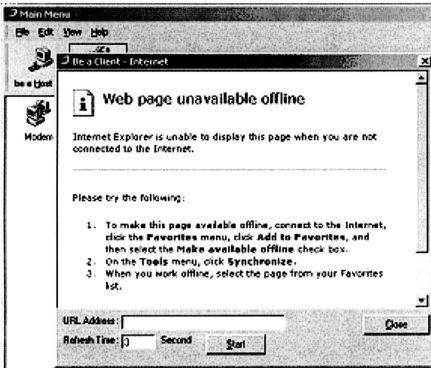 Main Menu
File Edit View Help
Be a Client - Internet
be a Host
Modem
Web page unavailable offline
Internet Explorer is unable to display this page when you are not
connected to the Internet.
Please try the following:
1. To make this page available offline, connect to the Internet,
click the Favorites menu, click Add to Favorites, and
then select the Make available offline check box.
2. On the Tools menu, click Synchronize.
3. When you work offline, select the page from your Favorites
list.
URL Address:
Close
Refresh Time: 3 Second Start